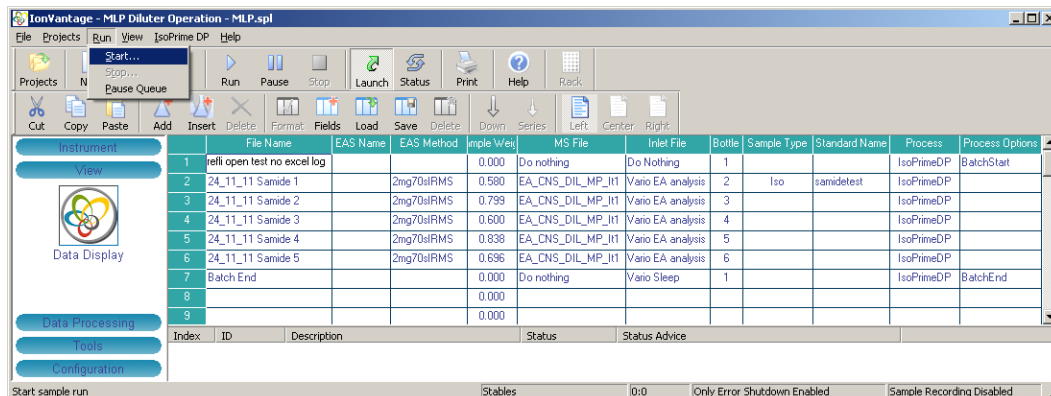 IonVantage - MLP Diluter Operation - MLP.spl
File Projects Run View IsoPrime DP Help
Start...
Stop...
Pause Queue
Projects N Run Pause Stop Launch Status Print Help Rack
Cut Copy Paste Add Insert Delete Format Fields Load Save Delete Down Series Left Center Right
Instrument
View
Data Display
Data Processing
Tools
Configuration
File Name EAS Name EAS Method mple Weig MS File Inlet File Bottle Sample Type Standard Name Process Process Options
1 refli open test no excel log 0.000 Do nothing Do Nothing 1 IsoPrimeDP BatchStart
2 24_11_11 Samide 1 2mg70sIRMS 0.580 EA_CNS_DIL_MP_It1 Vario EA analysis 2 Iso samidetest IsoPrimeDP
3 24_11_11 Samide 2 2mg70sIRMS 0.799 EA_CNS_DIL_MP_It1 Vario EA analysis 3 IsoPrimeDP
4 24_11_11 Samide 3 2mg70sIRMS 0.600 EA_CNS_DIL_MP_It1 Vario EA analysis 4 IsoPrimeDP
5 24_11_11 Samide 4 2mg70sIRMS 0.838 EA_CNS_DIL_MP_It1 Vario EA analysis 5 IsoPrimeDP
6 24_11_11 Samide 5 2mg70sIRMS 0.696 EA_CNS_DIL_MP_It1 Vario EA analysis 6 IsoPrimeDP
7 Batch End 0.000 Do nothing Vario Sleep 1 IsoPrimeDP BatchEnd
8 0.000
9 0.000
Index ID Description Status Status Advice
Start sample run Stables 0:0 Only Error Shutdown Enabled Sample Recording Disabled